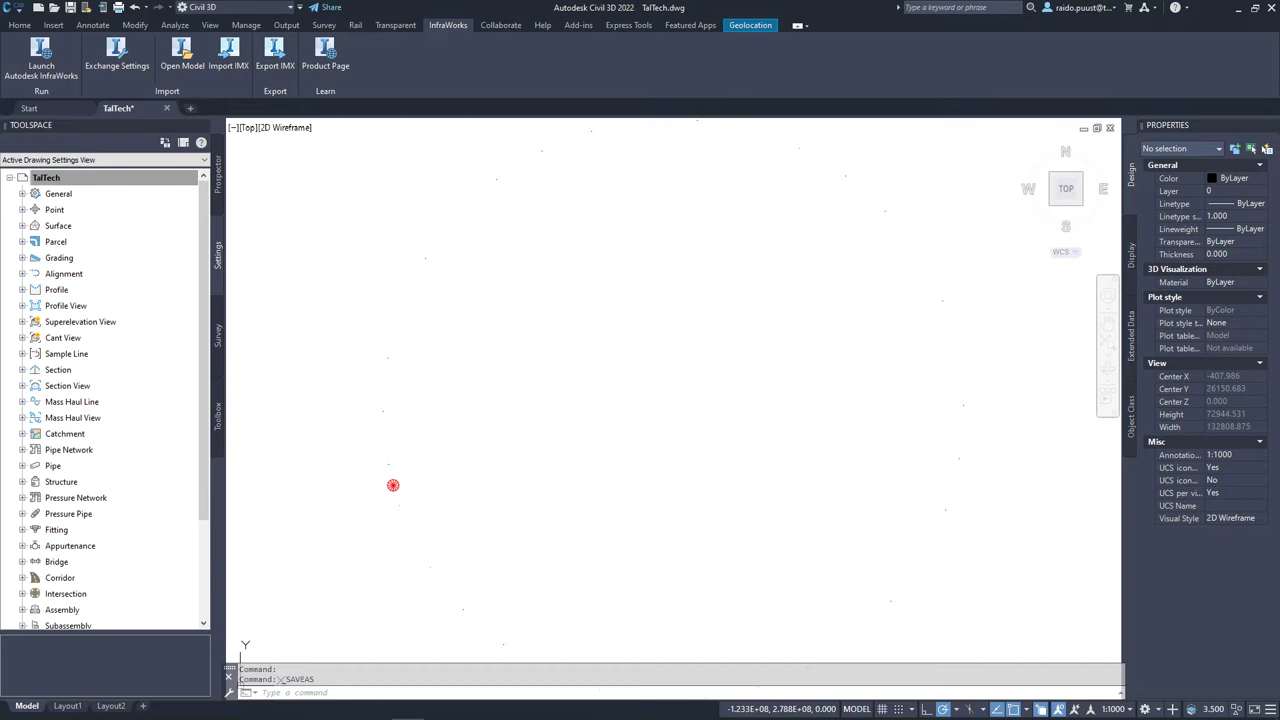 Civil 3D
Share
Autodesk Civil 3D 2022 TalTech.dwg
Type a keyword or phrase
raido.puust@t...
Home Insert Annotate Modify Analyze View Manage Output Survey Rail Transparent InfraWorks Collaborate Help Add-ins Express Tools Featured Apps Geolocation
Launch Autodesk InfraWorks
Exchange Settings
Open Model
Import IMX
Export IMX
Product Page
Run Import Export Learn
Start TalTech*
TOOLSPACE
Active Drawing Settings View
TalTech
General
Point
Surface
Parcel
Grading
Alignment
Profile
Profile View
Superelevation View
Cant View
Sample Line
Section
Section View
Mass Haul Line
Mass Haul View
Catchment
Pipe Network
Pipe
Structure
Pressure Network
Pressure Pipe
Fitting
Appurtenance
Bridge
Corridor
Intersection
Assembly
Subassembly
Prospector
Settings
Survey
Toolbox
[−][Top][2D Wireframe]
N
W TOP E
S
WCS
Y
Command:
Command: _SAVEAS
Type a command
PROPERTIES
No selection
General
Color ByLayer
Layer 0
Linetype ByLayer
Linetype s... 1.000
Lineweight ByLayer
Transpare... ByLayer
Thickness 0.000
3D Visualization
Material ByLayer
Plot style
Plot style ByColor
Plot style t... None
Plot table... Model
Plot table... Not available
View
Center X -407.986
Center Y 26150.683
Center Z 0.000
Height 72944.531
Width 132808.875
Misc
Annotatio... 1:1000
UCS icon... Yes
UCS icon... No
UCS per vi... Yes
UCS Name
Visual Style 2D Wireframe
Design
Display
Extended Data
Object Class
Model Layout1 Layout2
-1.233E+08, 2.788E+08, 0.000 MODEL
1:1000
3.500